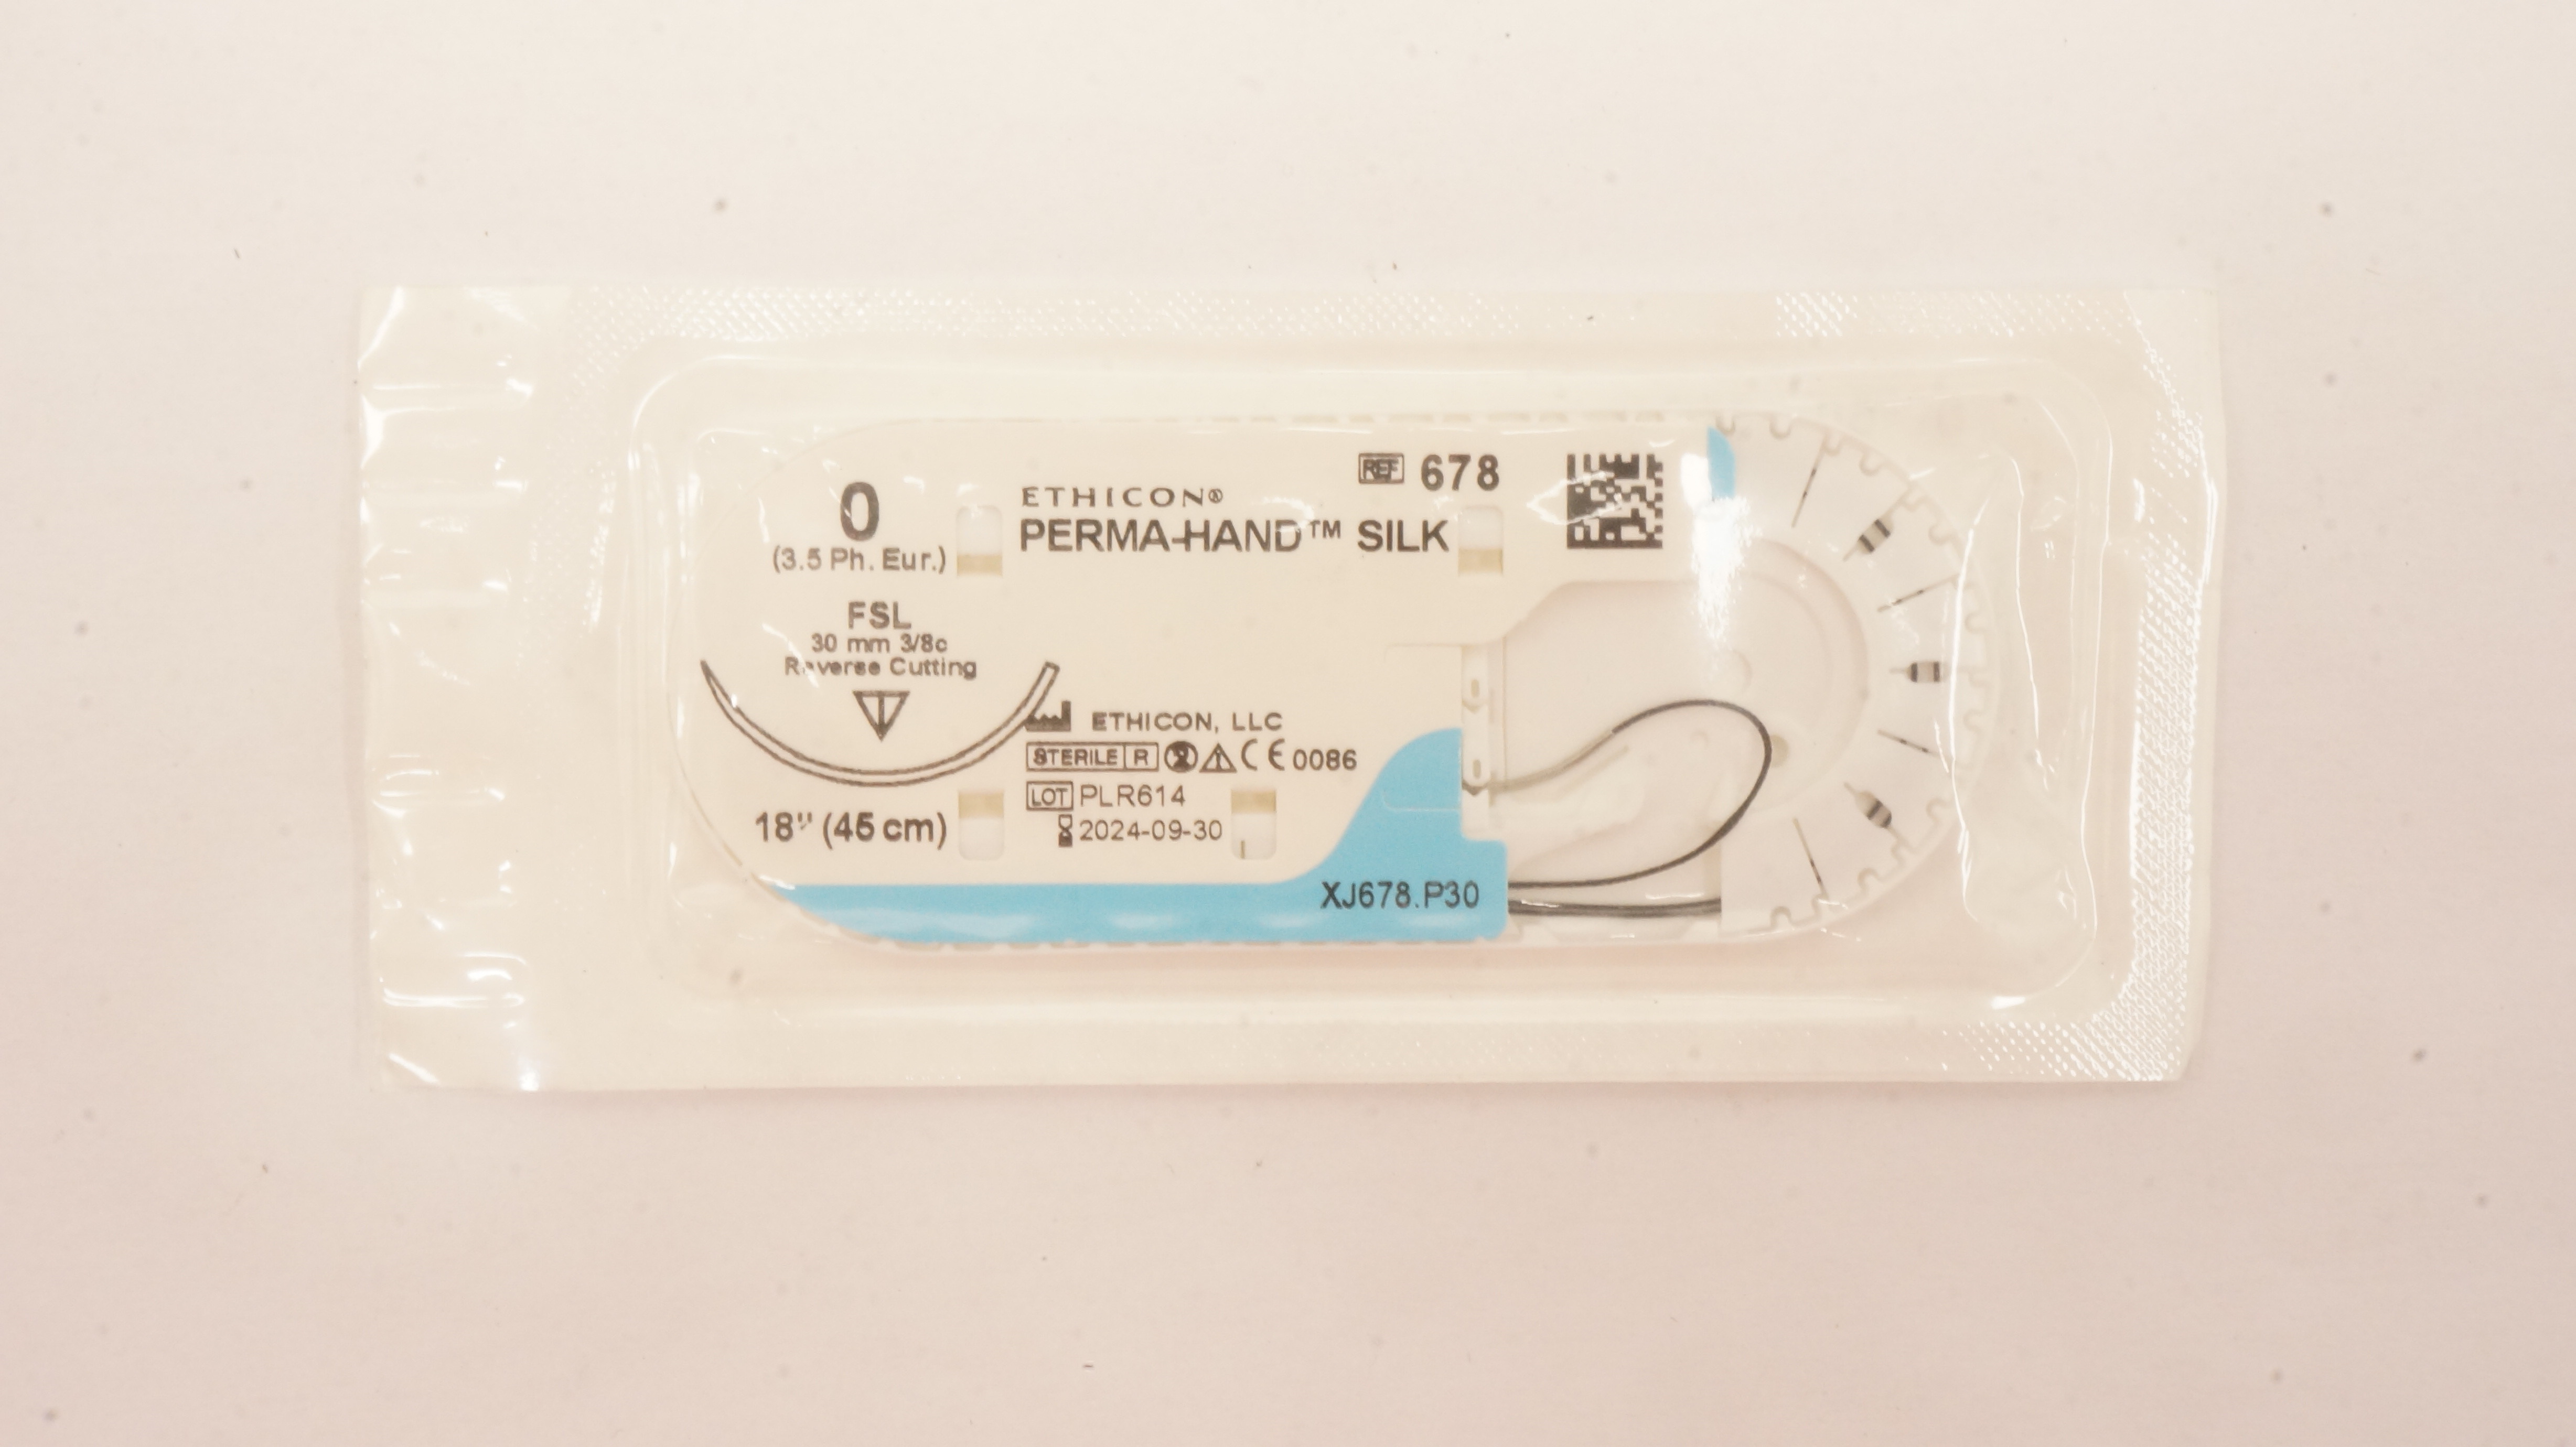 0
(3.5 Ph. Eur.)
FSL
30 mm 3/8c
Reverse Cutting
18" (45 cm)
ETHICON®
REF 678
PERMA-HAND™ SILK
ETHICON, LLC
STERILE R CE 0086
LOT PLR614
2024-09-30
XJ678.P30